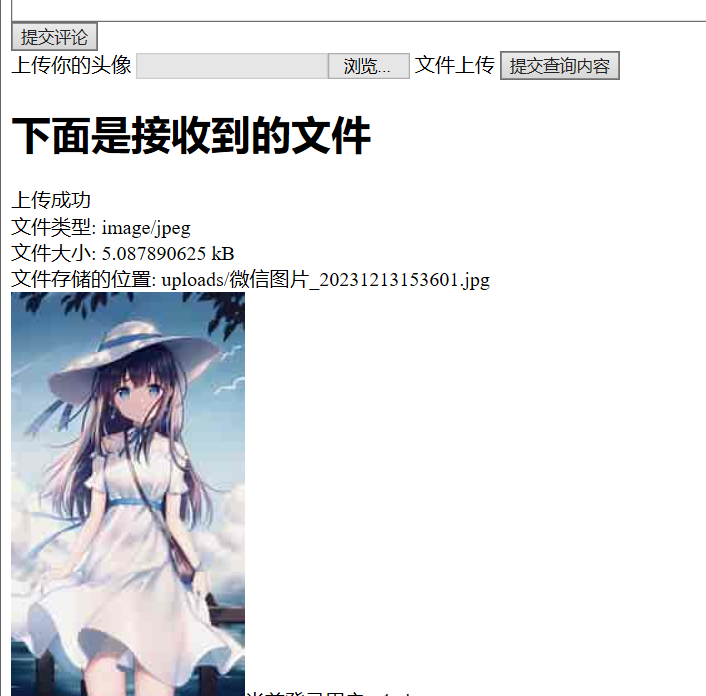 提交评论
上传你的头像 浏览... 文件上传 提交查询内容
下面是接收到的文件
上传成功
文件类型: image/jpeg
文件大小: 5.087890625 kB
文件存储的位置: uploads/微信图片_20231213153601.jpg